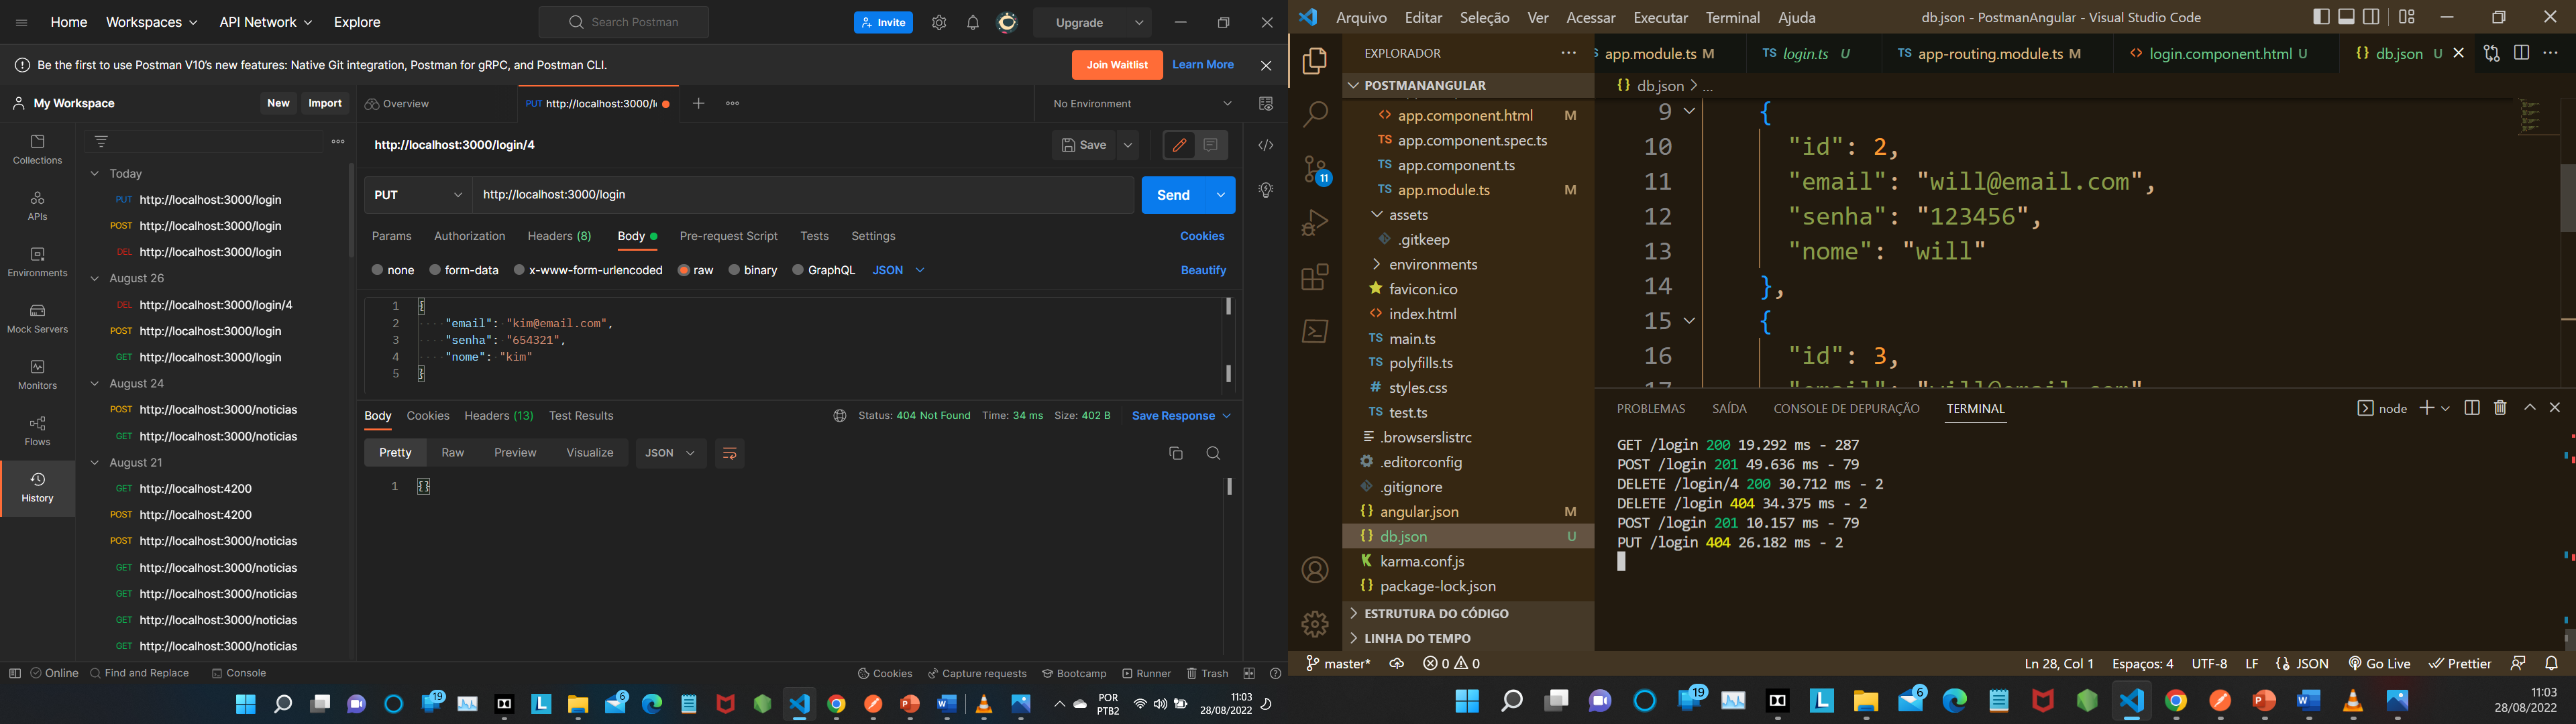 Home Workspaces API Network Explore
Search Postman
Invite
Upgrade
Be the first to use Postman V10's new features: Native Git integration, Postman for gRPC, and Postman CLI.
Join Waitlist
Learn More
My Workspace
New
Import
Overview
PUT http://localhost:3000/l
No Environment
Collections
APIs
Environments
Mock Servers
Monitors
Flows
History
Today
PUT http://localhost:3000/login
POST http://localhost:3000/login
DEL http://localhost:3000/login
August 26
DEL http://localhost:3000/login/4
POST http://localhost:3000/login
GET http://localhost:3000/login
August 24
POST http://localhost:3000/noticias
GET http://localhost:3000/noticias
August 21
GET http://localhost:4200
POST http://localhost:4200
POST http://localhost:3000/noticias
GET http://localhost:3000/noticias
GET http://localhost:3000/noticias
GET http://localhost:3000/noticias
GET http://localhost:3000/noticias
http://localhost:3000/login/4
Save
PUT
http://localhost:3000/login
Send
Params Authorization Headers (8) Body Pre-request Script Tests Settings
Cookies
none form-data x-www-form-urlencoded raw binary GraphQL JSON
Beautify
1 {
2 "email": "kim@email.com",
3 "senha": "654321",
4 "nome": "kim"
5 }
Body Cookies Headers (13) Test Results
Status: 404 Not Found Time: 34 ms Size: 402 B
Save Response
Pretty Raw Preview Visualize JSON
1 {}
Online
Find and Replace
Console
Cookies
Capture requests
Bootcamp
Runner
Trash
19
6
POR
PTB2
11:03
28/08/2022
Arquivo Editar Seleção Ver Acessar Executar Terminal Ajuda
db.json - PostmanAngular - Visual Studio Code
EXPLORADOR
POSTMANANGULAR
11
app.component.html M
TS app.component.spec.ts
TS app.component.ts
TS app.module.ts M
assets
.gitkeep
environments
favicon.ico
index.html
TS main.ts
TS polyfills.ts
# styles.css
TS test.ts
.browserslistrc
.editorconfig
.gitignore
{} angular.json M
{} db.json U
karma.conf.js
{} package-lock.json
ESTRUTURA DO CÓDIGO
LINHA DO TEMPO
app.module.ts M
TS login.ts U
TS app-routing.module.ts M
login.component.html U
{} db.json U
{} db.json > ...
9 {
10 "id": 2,
11 "email": "will@email.com",
12 "senha": "123456",
13 "nome": "will"
14 },
15 {
16 "id": 3,
17 "email": "will@email.com"
PROBLEMAS SAÍDA CONSOLE DE DEPURAÇÃO TERMINAL
node
GET /login 200 19.292 ms - 287
POST /login 201 49.636 ms - 79
DELETE /login/4 200 30.712 ms - 2
DELETE /login 404 34.375 ms - 2
POST /login 201 10.157 ms - 79
PUT /login 404 26.182 ms - 2
master*
0 0
Ln 28, Col 1
Espaços: 4
UTF-8
LF
{} JSON
Go Live
Prettier
19
6
11:03
28/08/2022